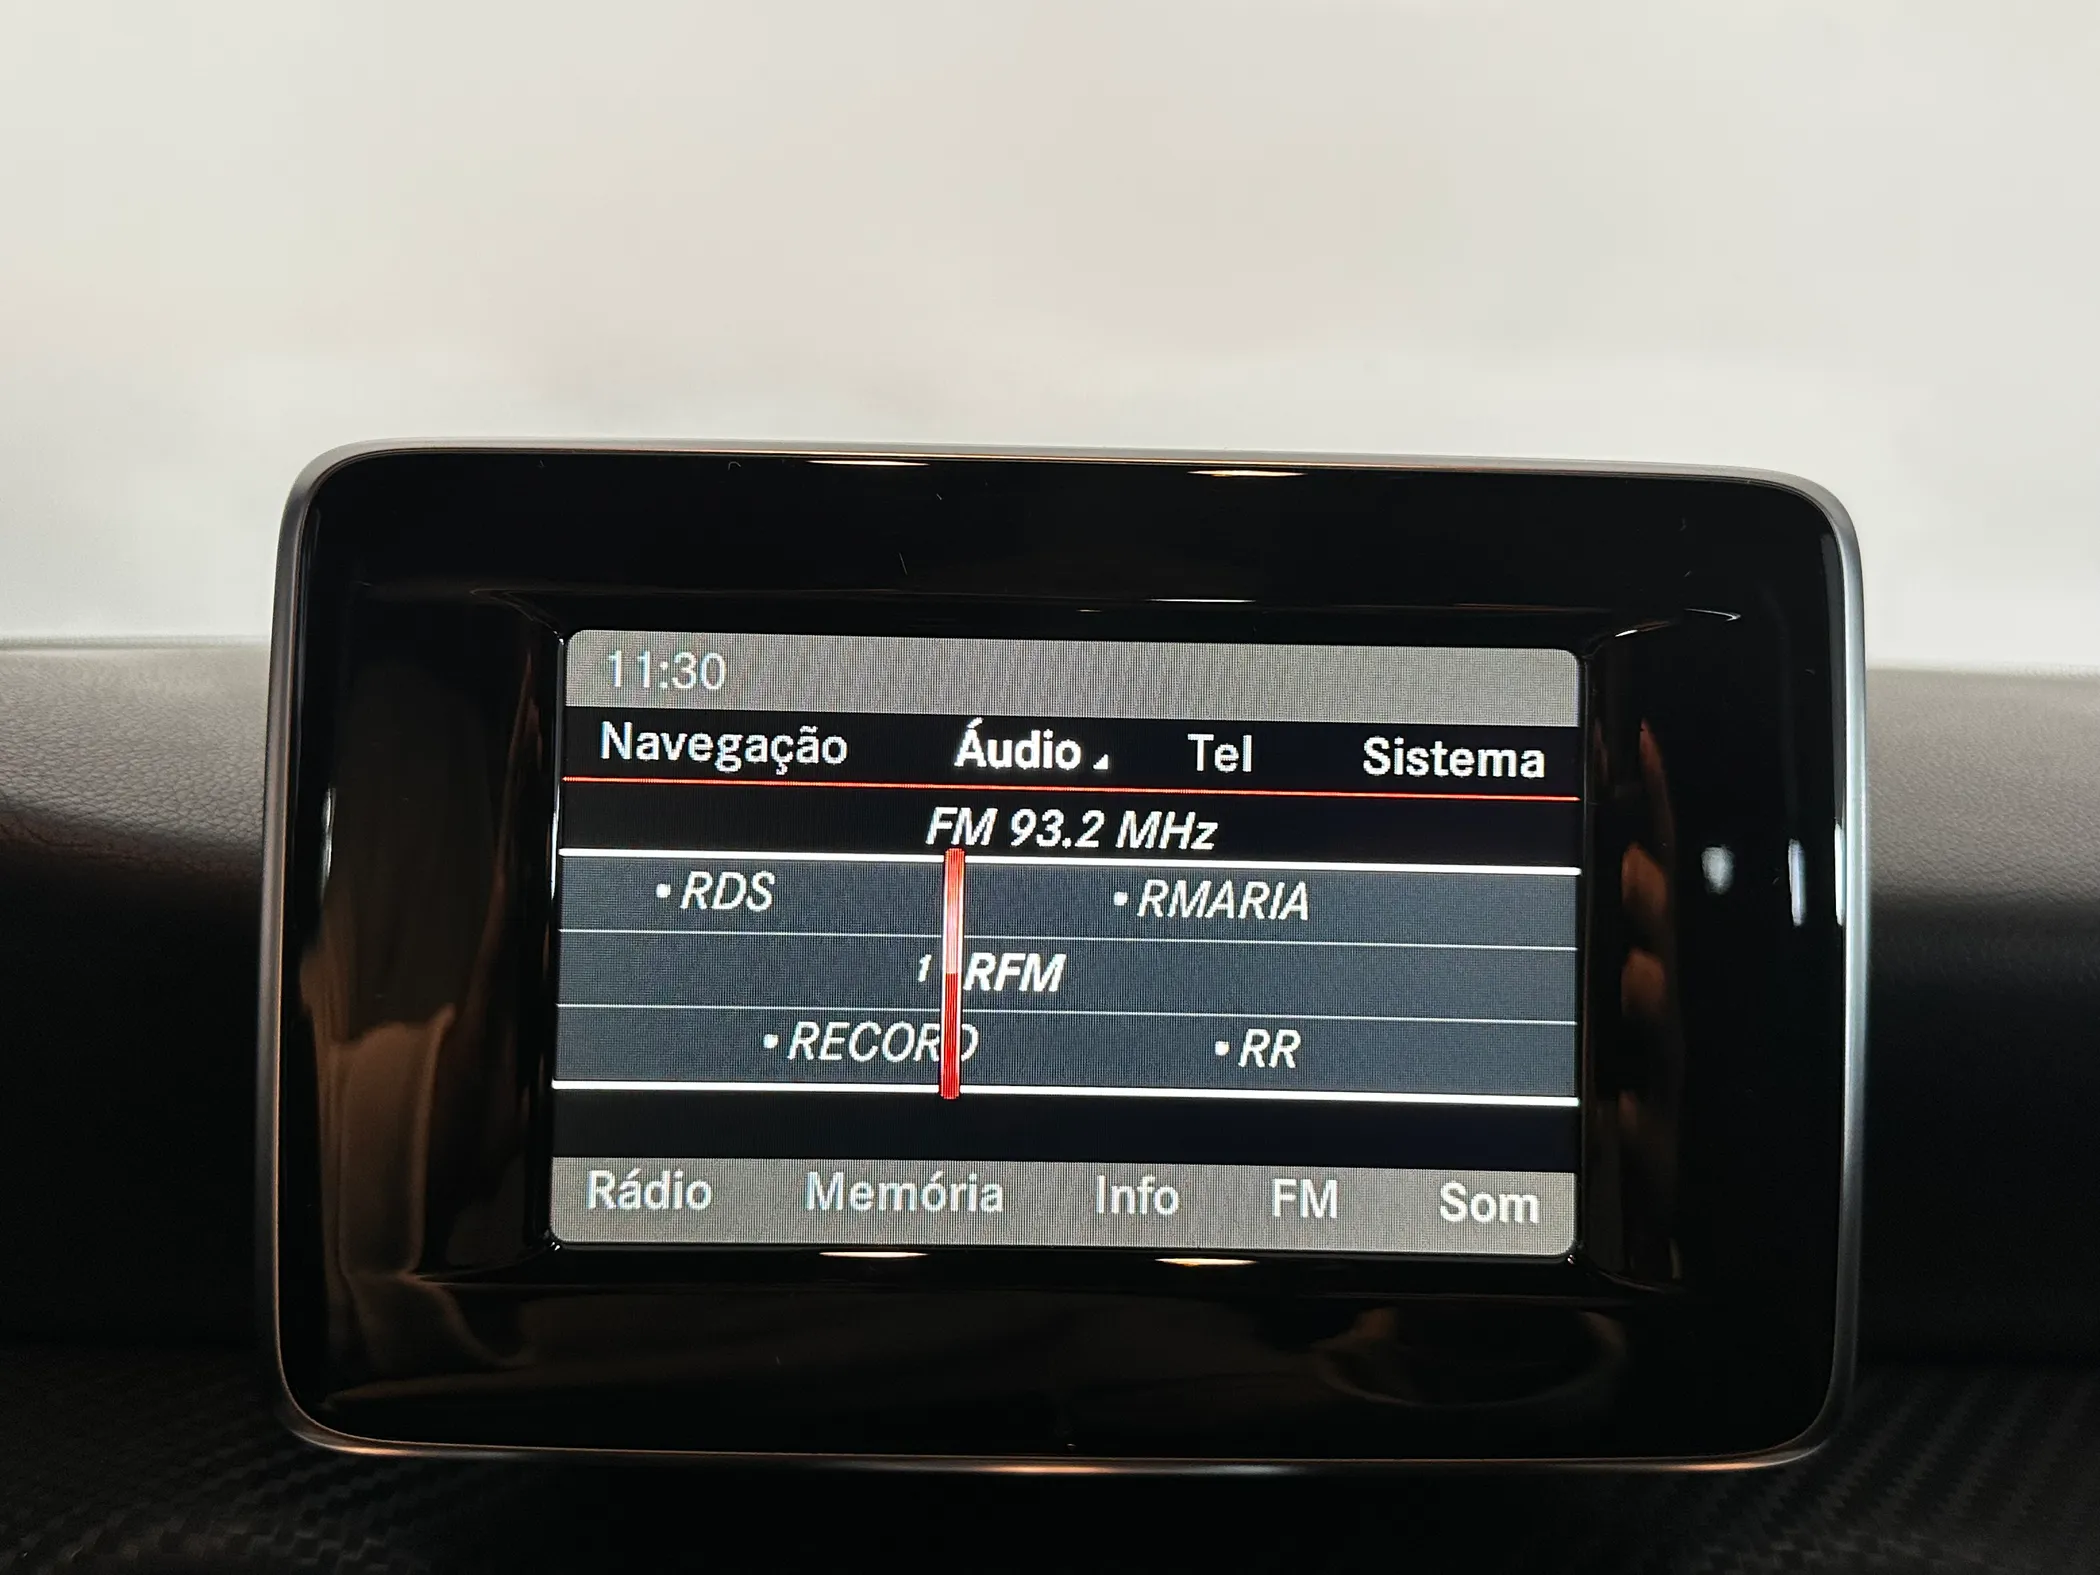 11:30
Navegação Áudio Tel Sistema
FM 93.2 MHz
• RDS • RMARIA
1 RFM
• RECORD • RR
Rádio Memória Info FM Som